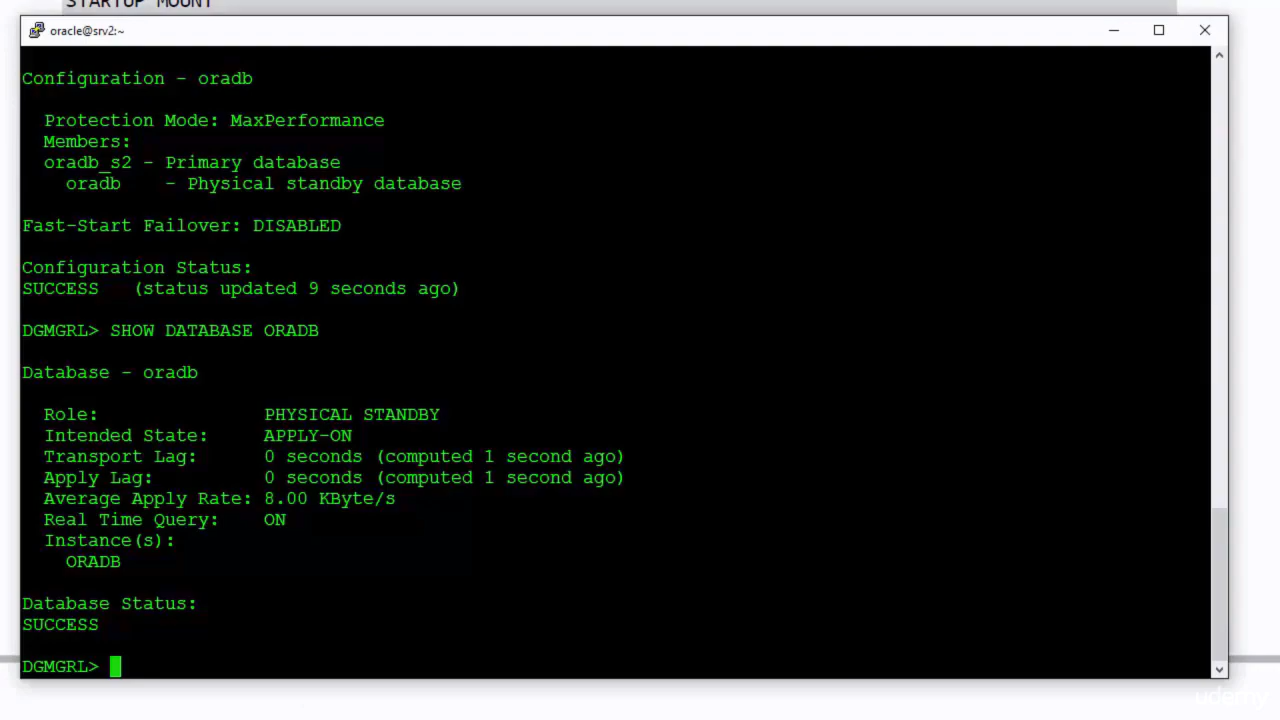 STARTUP MOUNT
oracle@srv2:~
Configuration - oradb
Protection Mode: MaxPerformance
Members:
oradb_s2 - Primary database
oradb    - Physical standby database
Fast-Start Failover: DISABLED
Configuration Status:
SUCCESS   (status updated 9 seconds ago)
DGMGRL> SHOW DATABASE ORADB
Database - oradb
Role:               PHYSICAL STANDBY
Intended State:     APPLY-ON
Transport Lag:      0 seconds (computed 1 second ago)
Apply Lag:          0 seconds (computed 1 second ago)
Average Apply Rate: 8.00 KByte/s
Real Time Query:    ON
Instance(s):
ORADB
Database Status:
SUCCESS
DGMGRL>
udemy